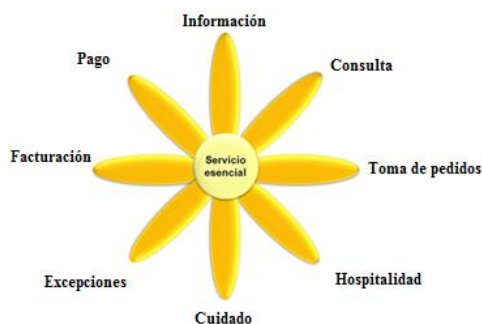 Información
Pago
Consulta
Facturación
Servicio
esencial
Toma de pedidos
Excepciones
Hospitalidad
Cuidado